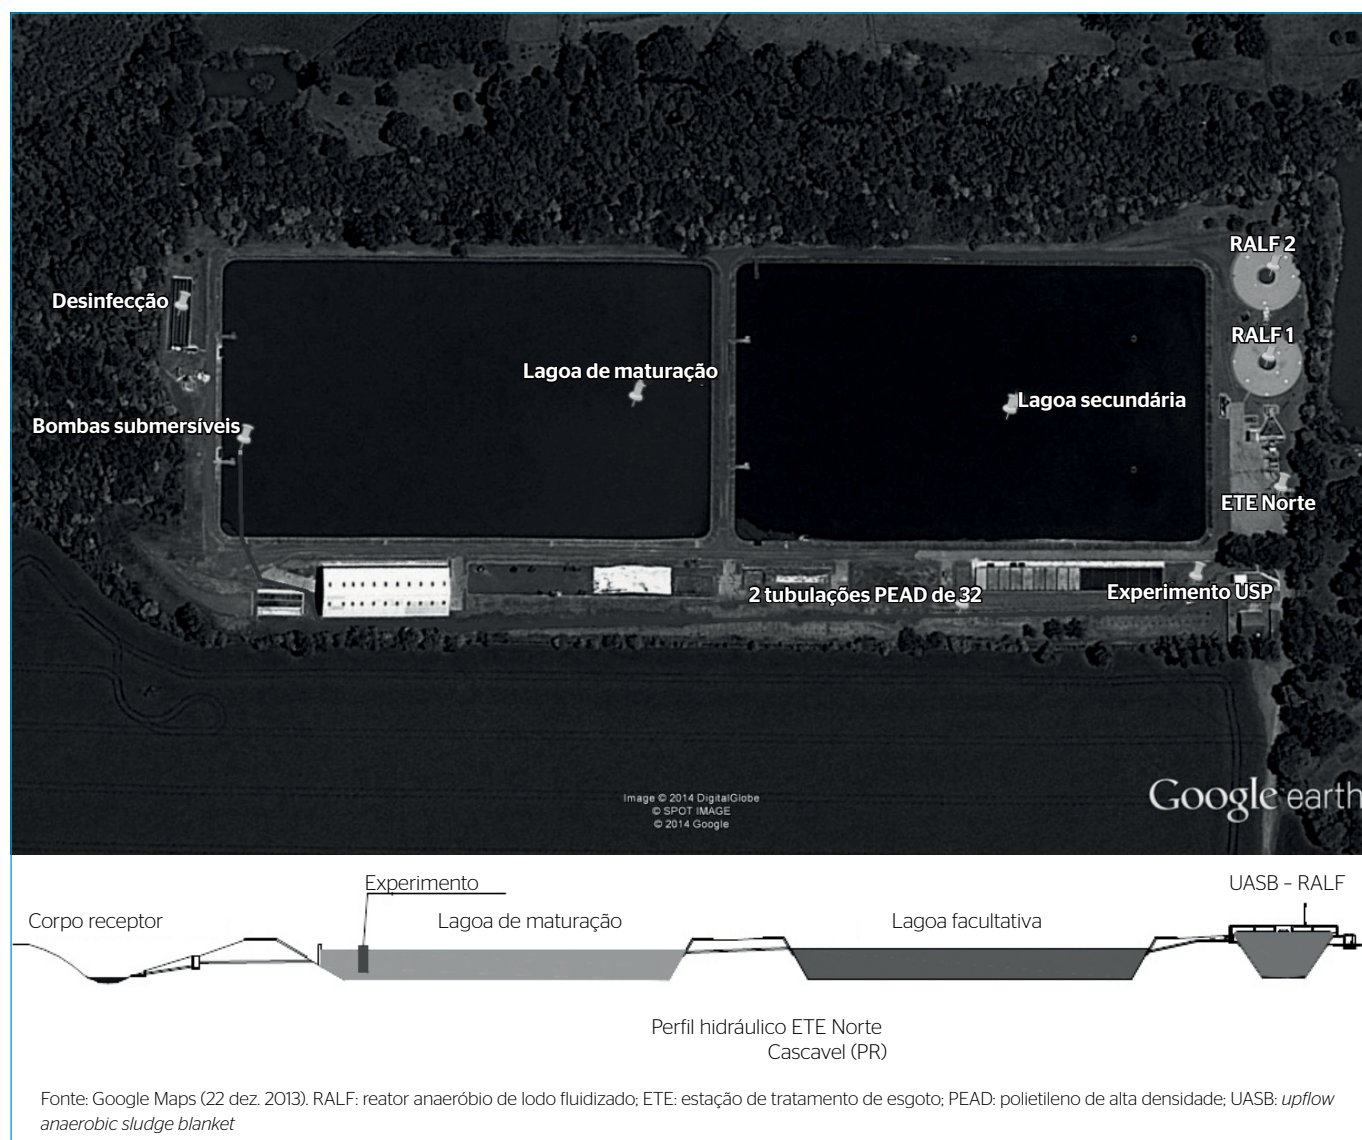 RALF 2
Desinfecção
RALF 1
Lagoa de maturação
Lagoa secundária
Bombas submersíveis
ETE Norte
2 tubulações PEAD de 32
Experimento USP
Image © 2014 DigitalGlobe
© SPOT IMAGE
© 2014 Google
Google earth
Experimento
UASB – RALF
Corpo receptor
Lagoa de maturação
Lagoa facultativa
Perfil hidráulico ETE Norte
Cascavel (PR)
Fonte: Google Maps (22 dez. 2013). RALF: reator anaeróbio de lodo fluidizado; ETE: estação de tratamento de esgoto; PEAD: polietileno de alta densidade; UASB: upflow
anaerobic sludge blanket